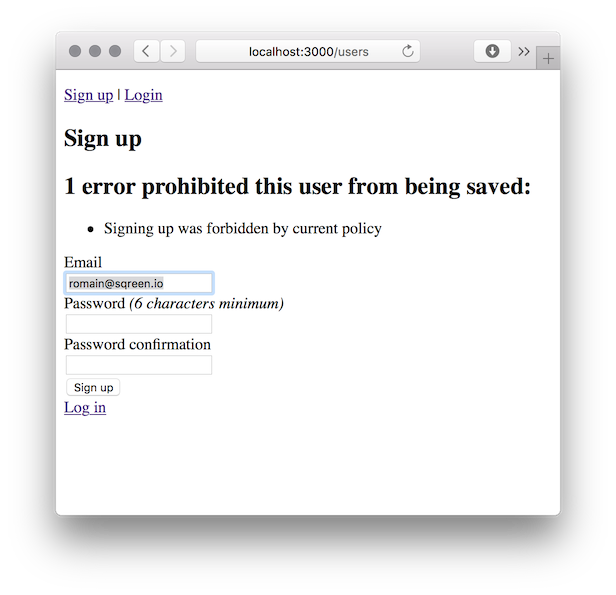 localhost:3000/users
Sign up | Login
Sign up
1 error prohibited this user from being saved:
Signing up was forbidden by current policy
Email
romain@sqreen.io
Password (6 characters minimum)
Password confirmation
Sign up
Log in